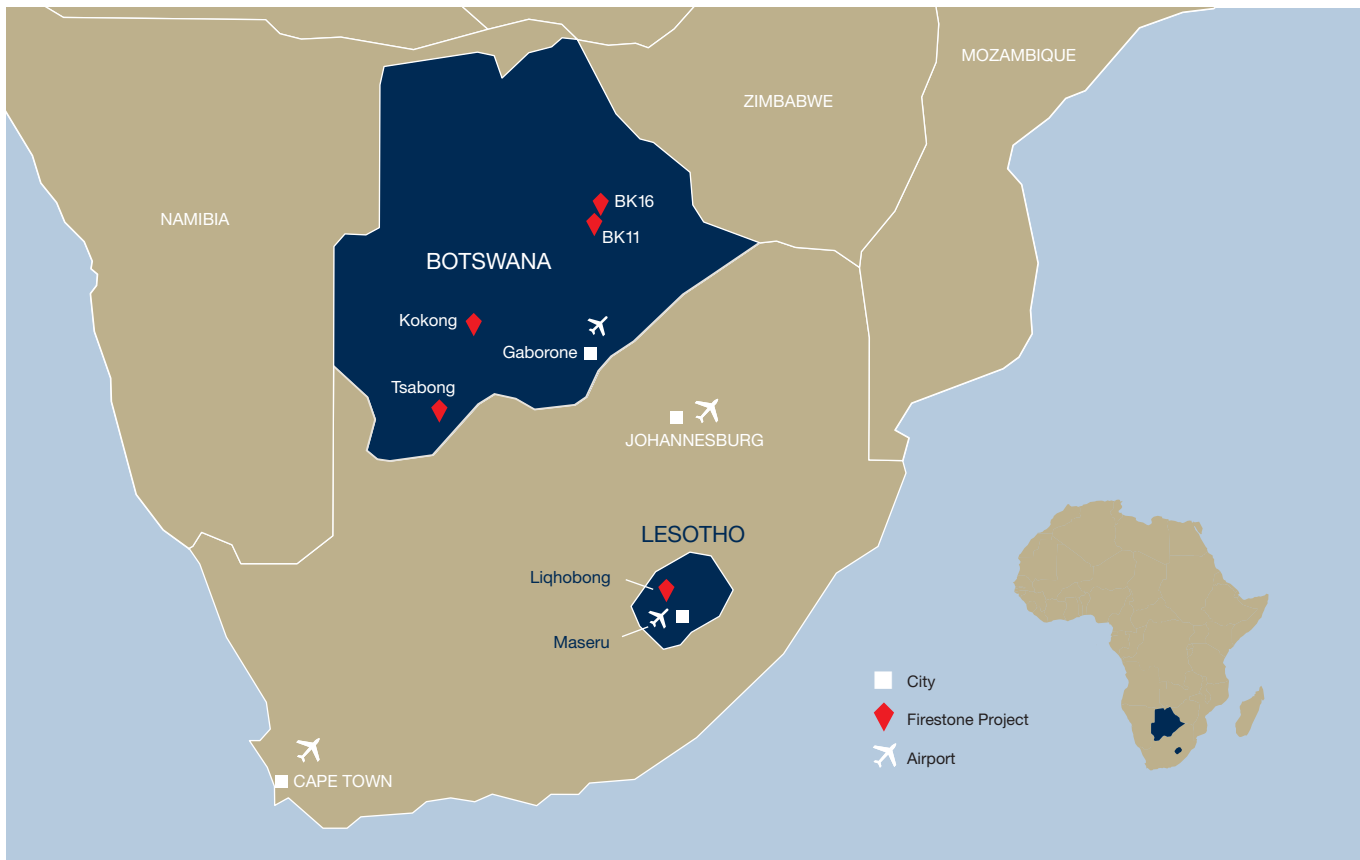 MOZAMBIQUE
ZIMBABWE
NAMIBIA
BK16
BK11
BOTSWANA
Kokong
Gaborone
Tsabong
JOHANNESBURG
LESOTHO
Liqhobong
Maseru
City
Firestone Project
Airport
CAPE TOWN